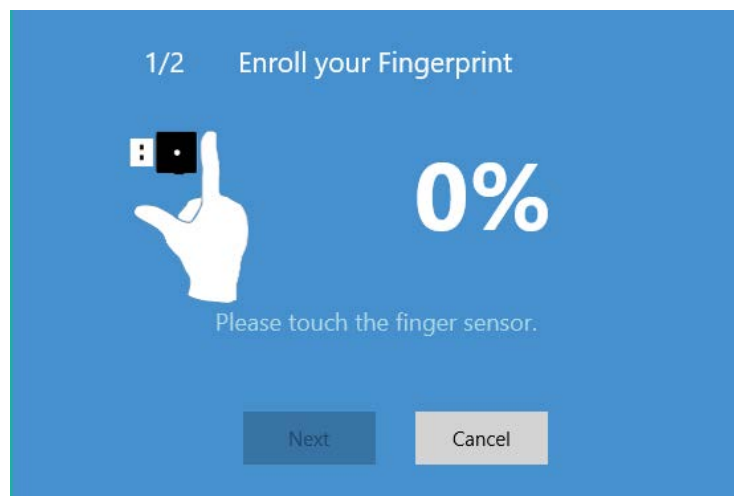 1/2 Enroll your Fingerprint
0%
Please touch the finger sensor.
Next Cancel